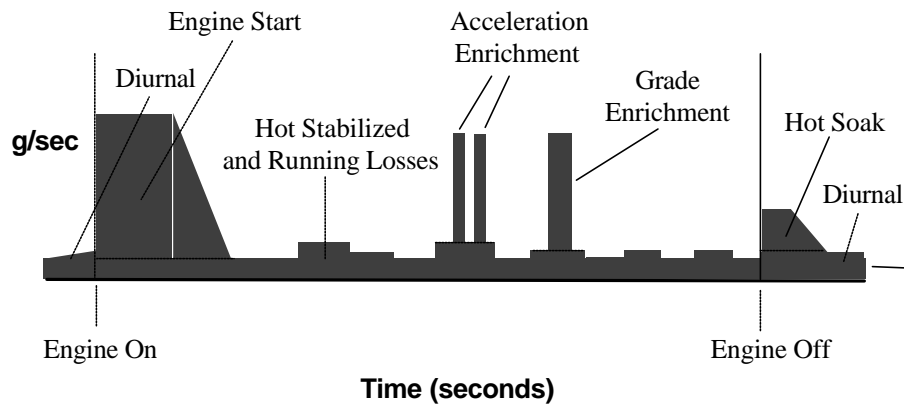 Engine Start
Acceleration
Enrichment
Diurnal
Grade
Enrichment
g/sec
Hot Stabilized
and Running Losses
Hot Soak
Diurnal
Engine On
Engine Off
Time (seconds)